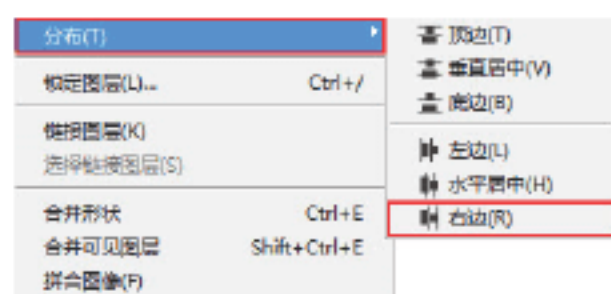 分布(T)
锁定图层(L)... Ctrl+/
链接图层(K)
选择链接图层(S)
合并形状 Ctrl+E
合并可见图层 Shift+Ctrl+E
拼合图像(F)
顶边(T)
垂直居中(V)
底边(B)
左边(L)
水平居中(H)
右边(R)